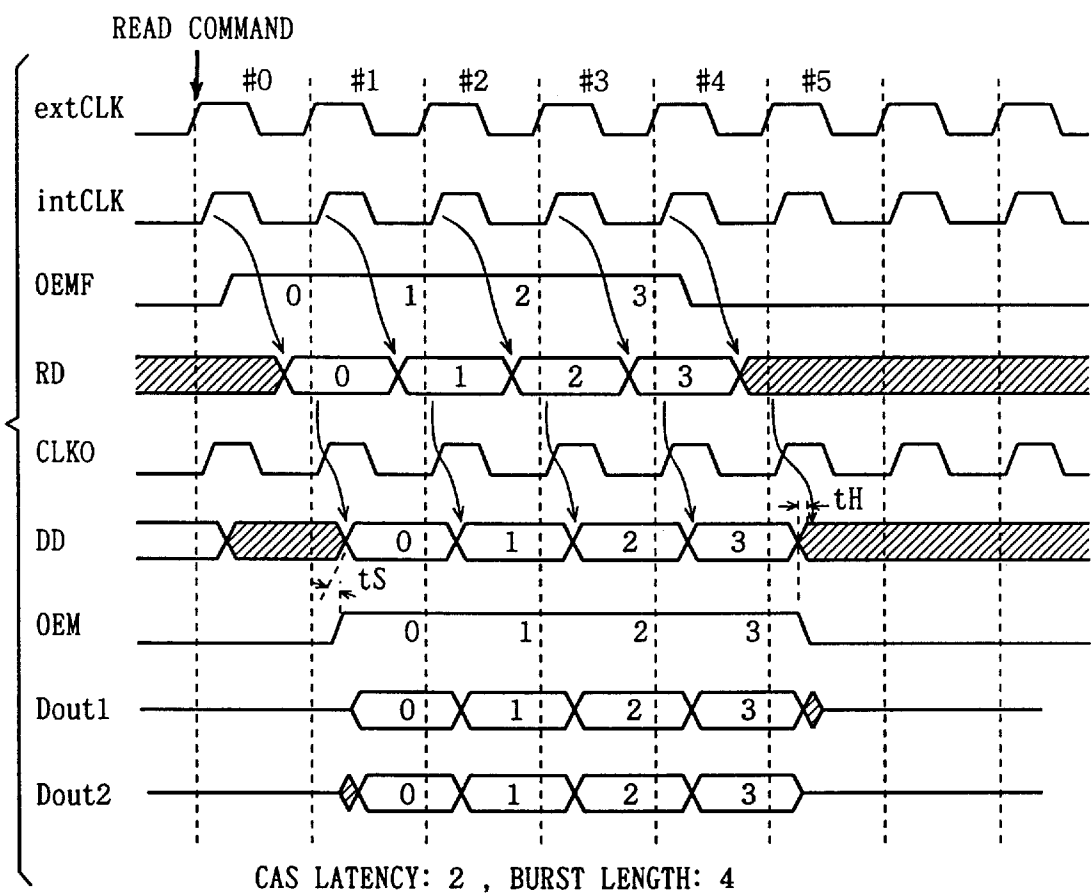 READ COMMAND
#0 #1 #2 #3 #4 #5
extCLK
intCLK
OEMF 0 1 2 3
RD 0 1 2 3
CLKO
tH
DD 0 1 2 3
tS
OEM 0 1 2 3
Dout1 0 1 2 3
Dout2 0 1 2 3
CAS LATENCY: 2 , BURST LENGTH: 4